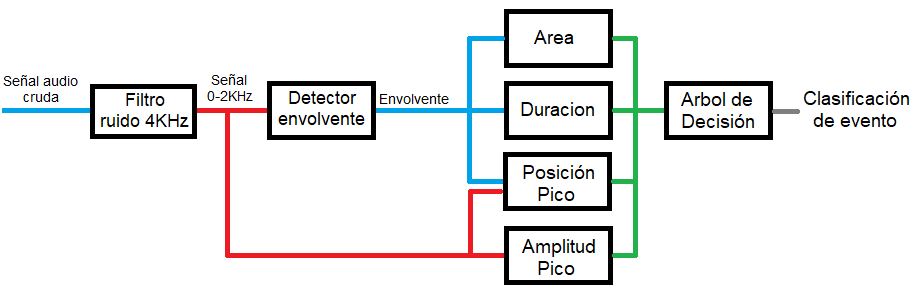 Señal audio
cruda
Filtro
ruido 4KHz
Señal
0-2KHz
Detector
envolvente
Envolvente
Area
Duracion
Posición
Pico
Amplitud
Pico
Arbol de
Decisión
Clasificación
de evento